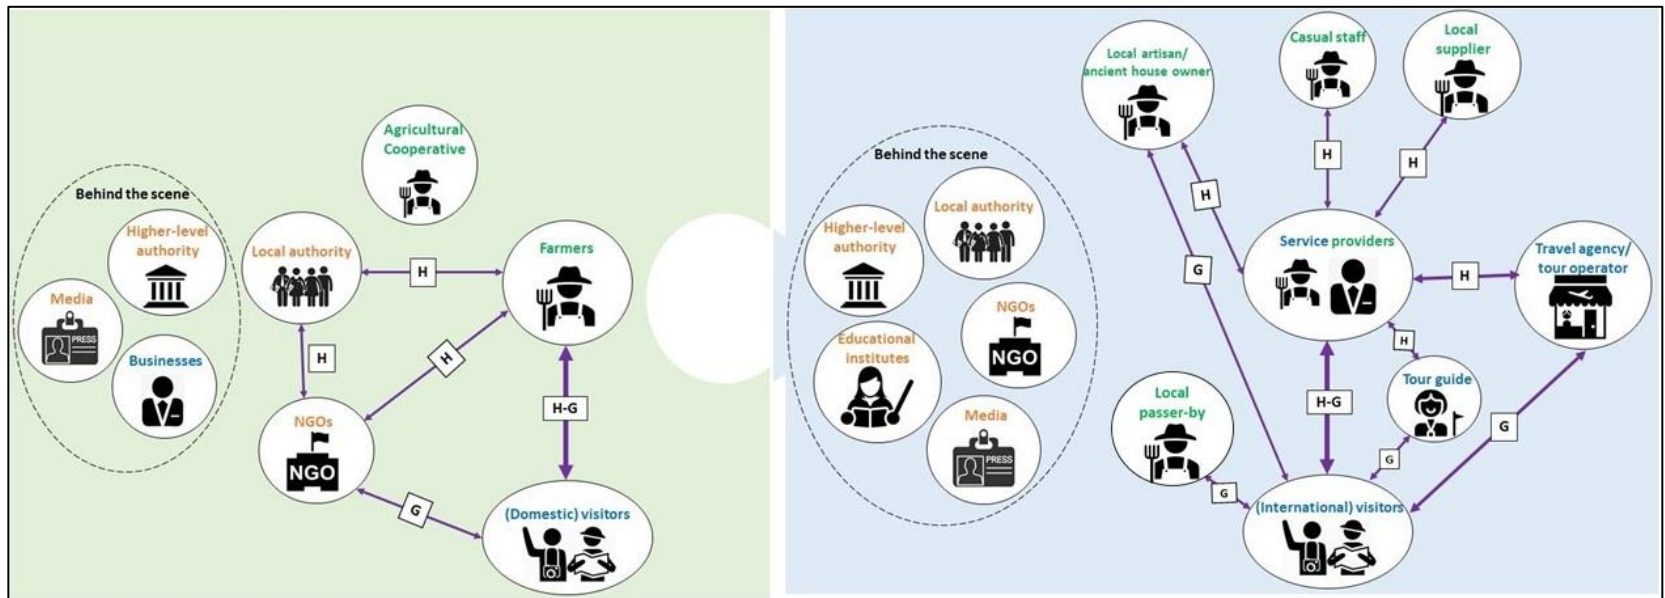 Agricultural
Cooperative
Behind the scene
Higher-level
authority
Media
PRESS
Businesses
Local authority
H
Farmers
H
H
NGOs
NGO
H-G
G
(Domestic) visitors
Local artisan/
ancient house owner
Casual staff
Local
supplier
Behind the scene
Local authority
Higher-level
authority
NGOs
NGO
Educational
institutes
Media
PRESS
H
H
H
G
Service providers
H
Travel agency/
tour operator
H
Tour guide
H-G
G
G
Local
passer-by
G
(International) visitors